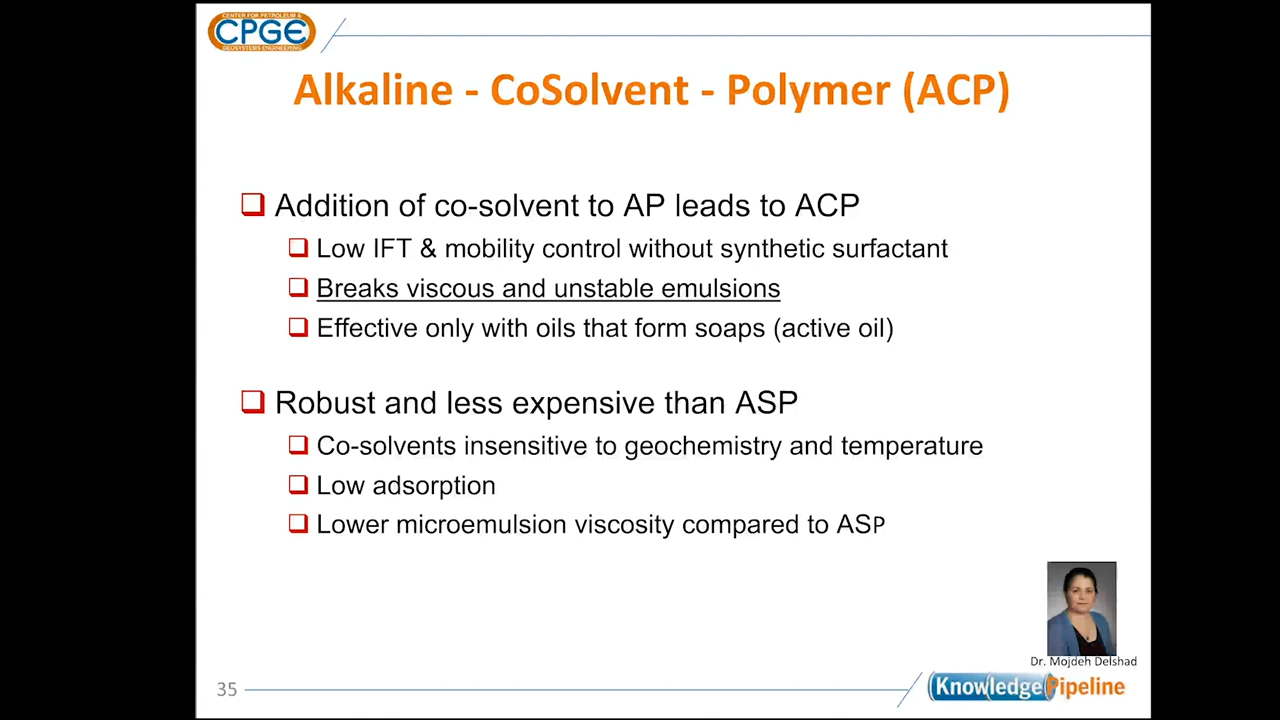 CENTER FOR PETROLEUM &
CPGE
GEOSYSTEMS ENGINEERING
Alkaline - CoSolvent - Polymer (ACP)
Addition of co-solvent to AP leads to ACP
Low IFT & mobility control without synthetic surfactant
Breaks viscous and unstable emulsions
Effective only with oils that form soaps (active oil)
Robust and less expensive than ASP
Co-solvents insensitive to geochemistry and temperature
Low adsorption
Lower microemulsion viscosity compared to ASP
Dr. Mojdeh Delshad
35
Knowledge Pipeline